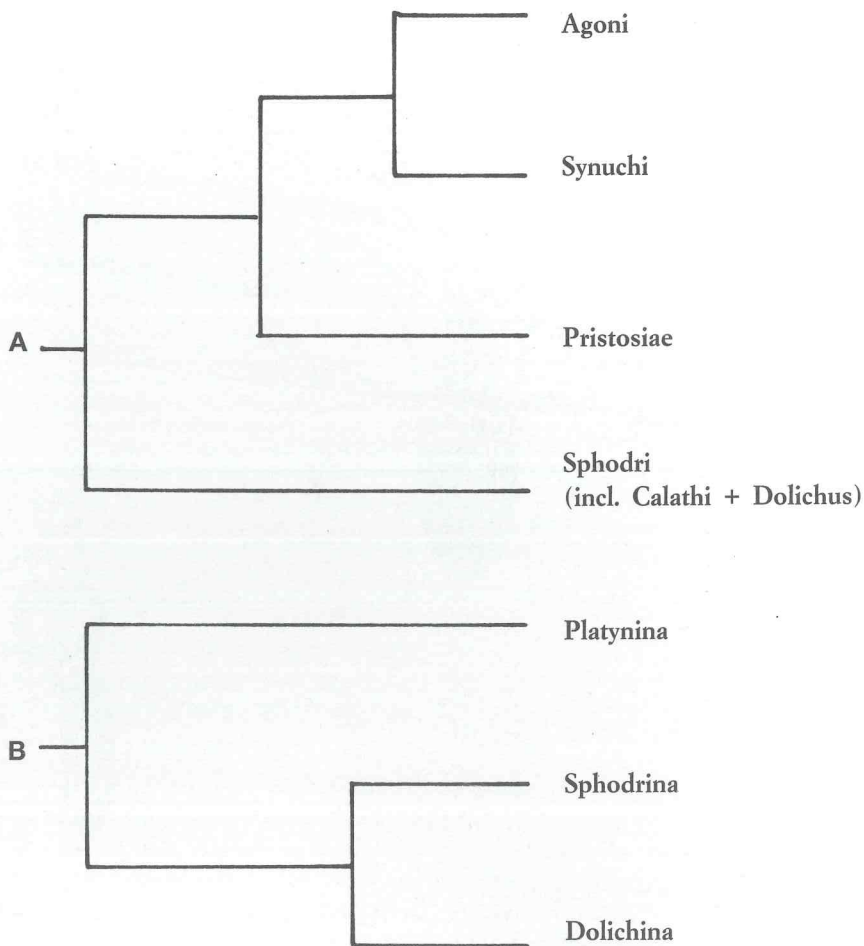 Agoni
Synuchi
A
Pristosiae
Sphodri
(incl. Calathi + Dolichus)
Platynina
B
Sphodrina
Dolichina